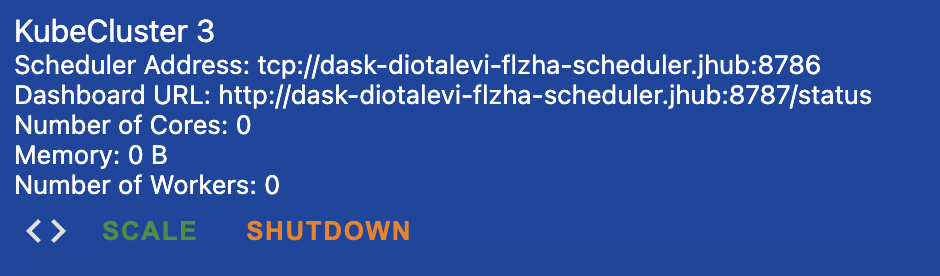 KubeCluster 3
Scheduler Address: tcp://dask-diotalevi-flzha-scheduler.jhub:8786
Dashboard URL: http://dask-diotalevi-flzha-scheduler.jhub:8787/status
Number of Cores: 0
Memory: 0 B
Number of Workers: 0
<> SCALE SHUTDOWN